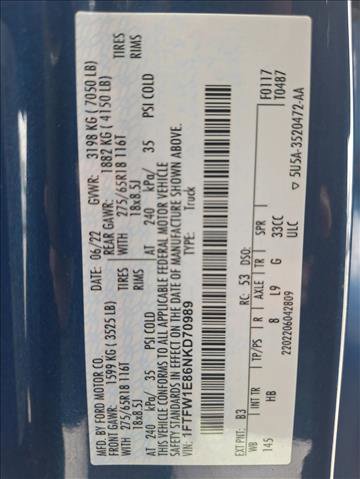 MFD BY FORD MOTOR CO.
DATE: 06/22 GVWR: 3198 KG (7050 LB)
FRONT GAWR: 1599 KG (3525 LB) REAR GAWR: 1882 KG (4150 LB)
275/65R18 116T TIRES WITH 275/65R18 116T TIRES
18x8.5J RIMS 18x8.5J RIMS
AT 240 kPa/ 35 PSI COLD AT 240 kPa/ 35 PSI COLD
THIS VEHICLE CONFORMS TO ALL APPLICABLE FEDERAL MOTOR VEHICLE
SAFETY STANDARDS IN EFFECT ON THE DATE OF MANUFACTURE SHOWN ABOVE.
VIN: 1FTFW1E86NKD70989
TYPE: Truck
F0117
T0487
EXT PNT: B3 RC: 53 DSO:
WB INT TR TP/PS R AXLE TR SPR
145 8 L9 G 33CC
ULC
2202206042809
▽ 5U5A-3520472-AA